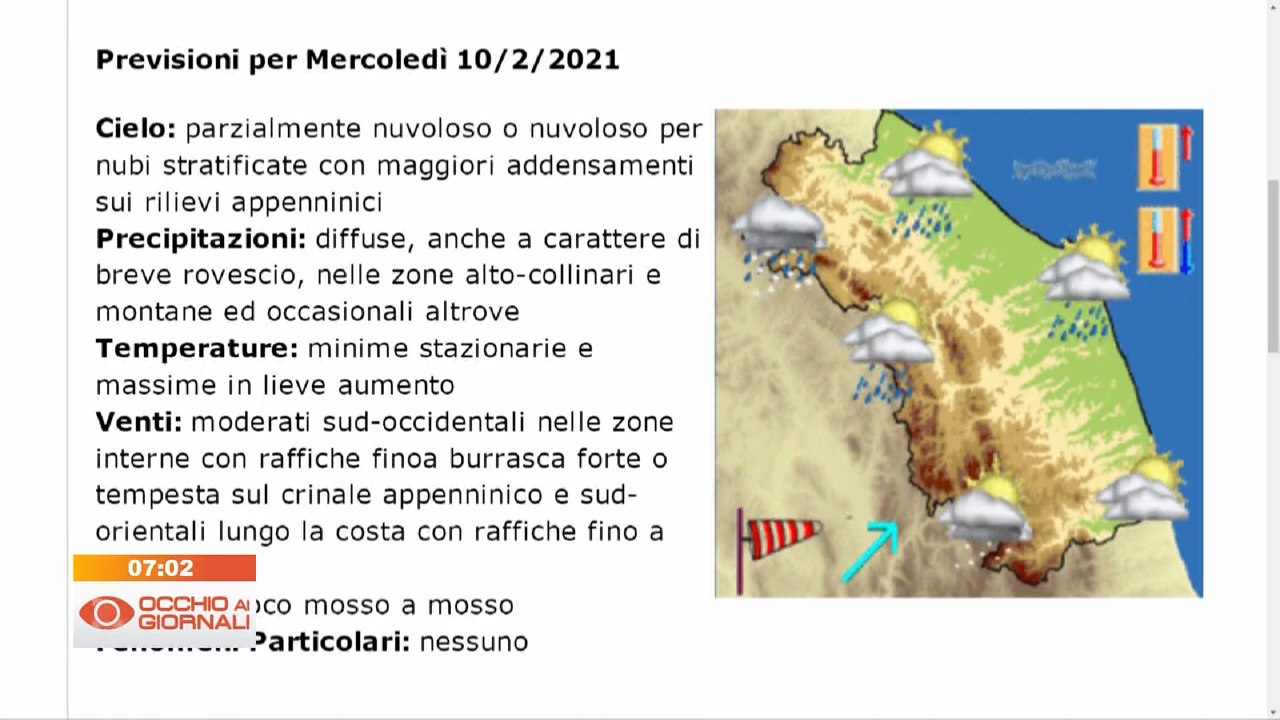 Previsioni per Mercoledì 10/2/2021
Cielo: parzialmente nuvoloso o nuvoloso per
nubi stratificate con maggiori addensamenti
sui rilievi appenninici
Precipitazioni: diffuse, anche a carattere di
breve rovescio, nelle zone alto-collinari e
montane ed occasionali altrove
Temperature: minime stazionarie e
massime in lieve aumento
Venti: moderati sud-occidentali nelle zone
interne con raffiche finoa burrasca forte o
tempesta sul crinale appenninico e sud-
orientali lungo la costa con raffiche fino a
07:02
OCCHIO AI
GIORNALI
mosso a mosso
Particolari: nessuno